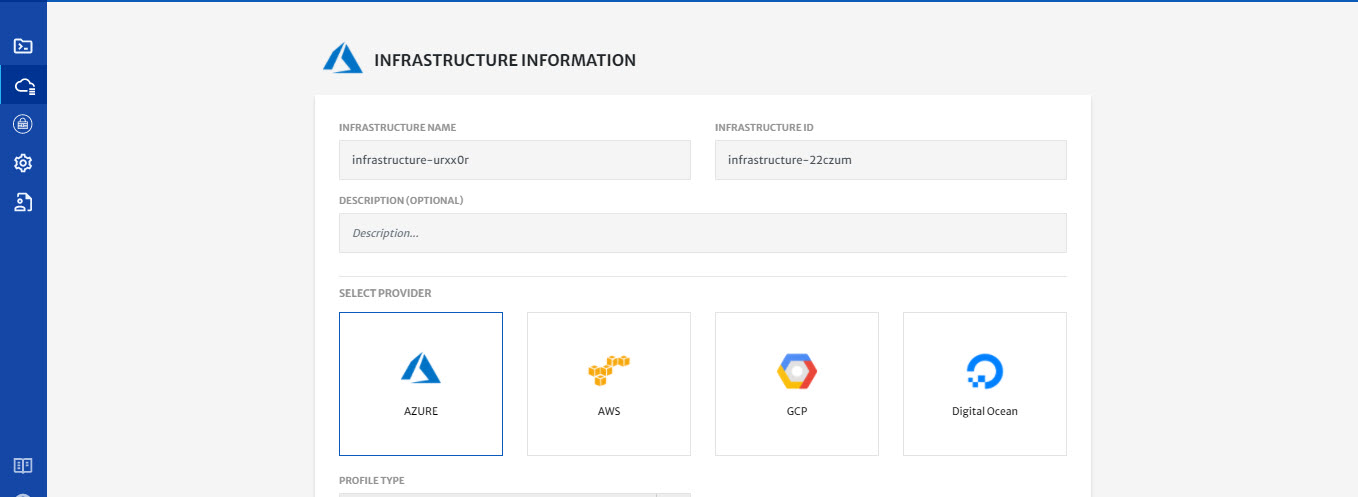 INFRASTRUCTURE INFORMATION
INFRASTRUCTURE NAME
INFRASTRUCTURE ID
infrastructure-urxx0r
infrastructure-22czum
DESCRIPTION (OPTIONAL)
Description...
SELECT PROVIDER
AZURE
AWS
GCP
Digital Ocean
PROFILE TYPE